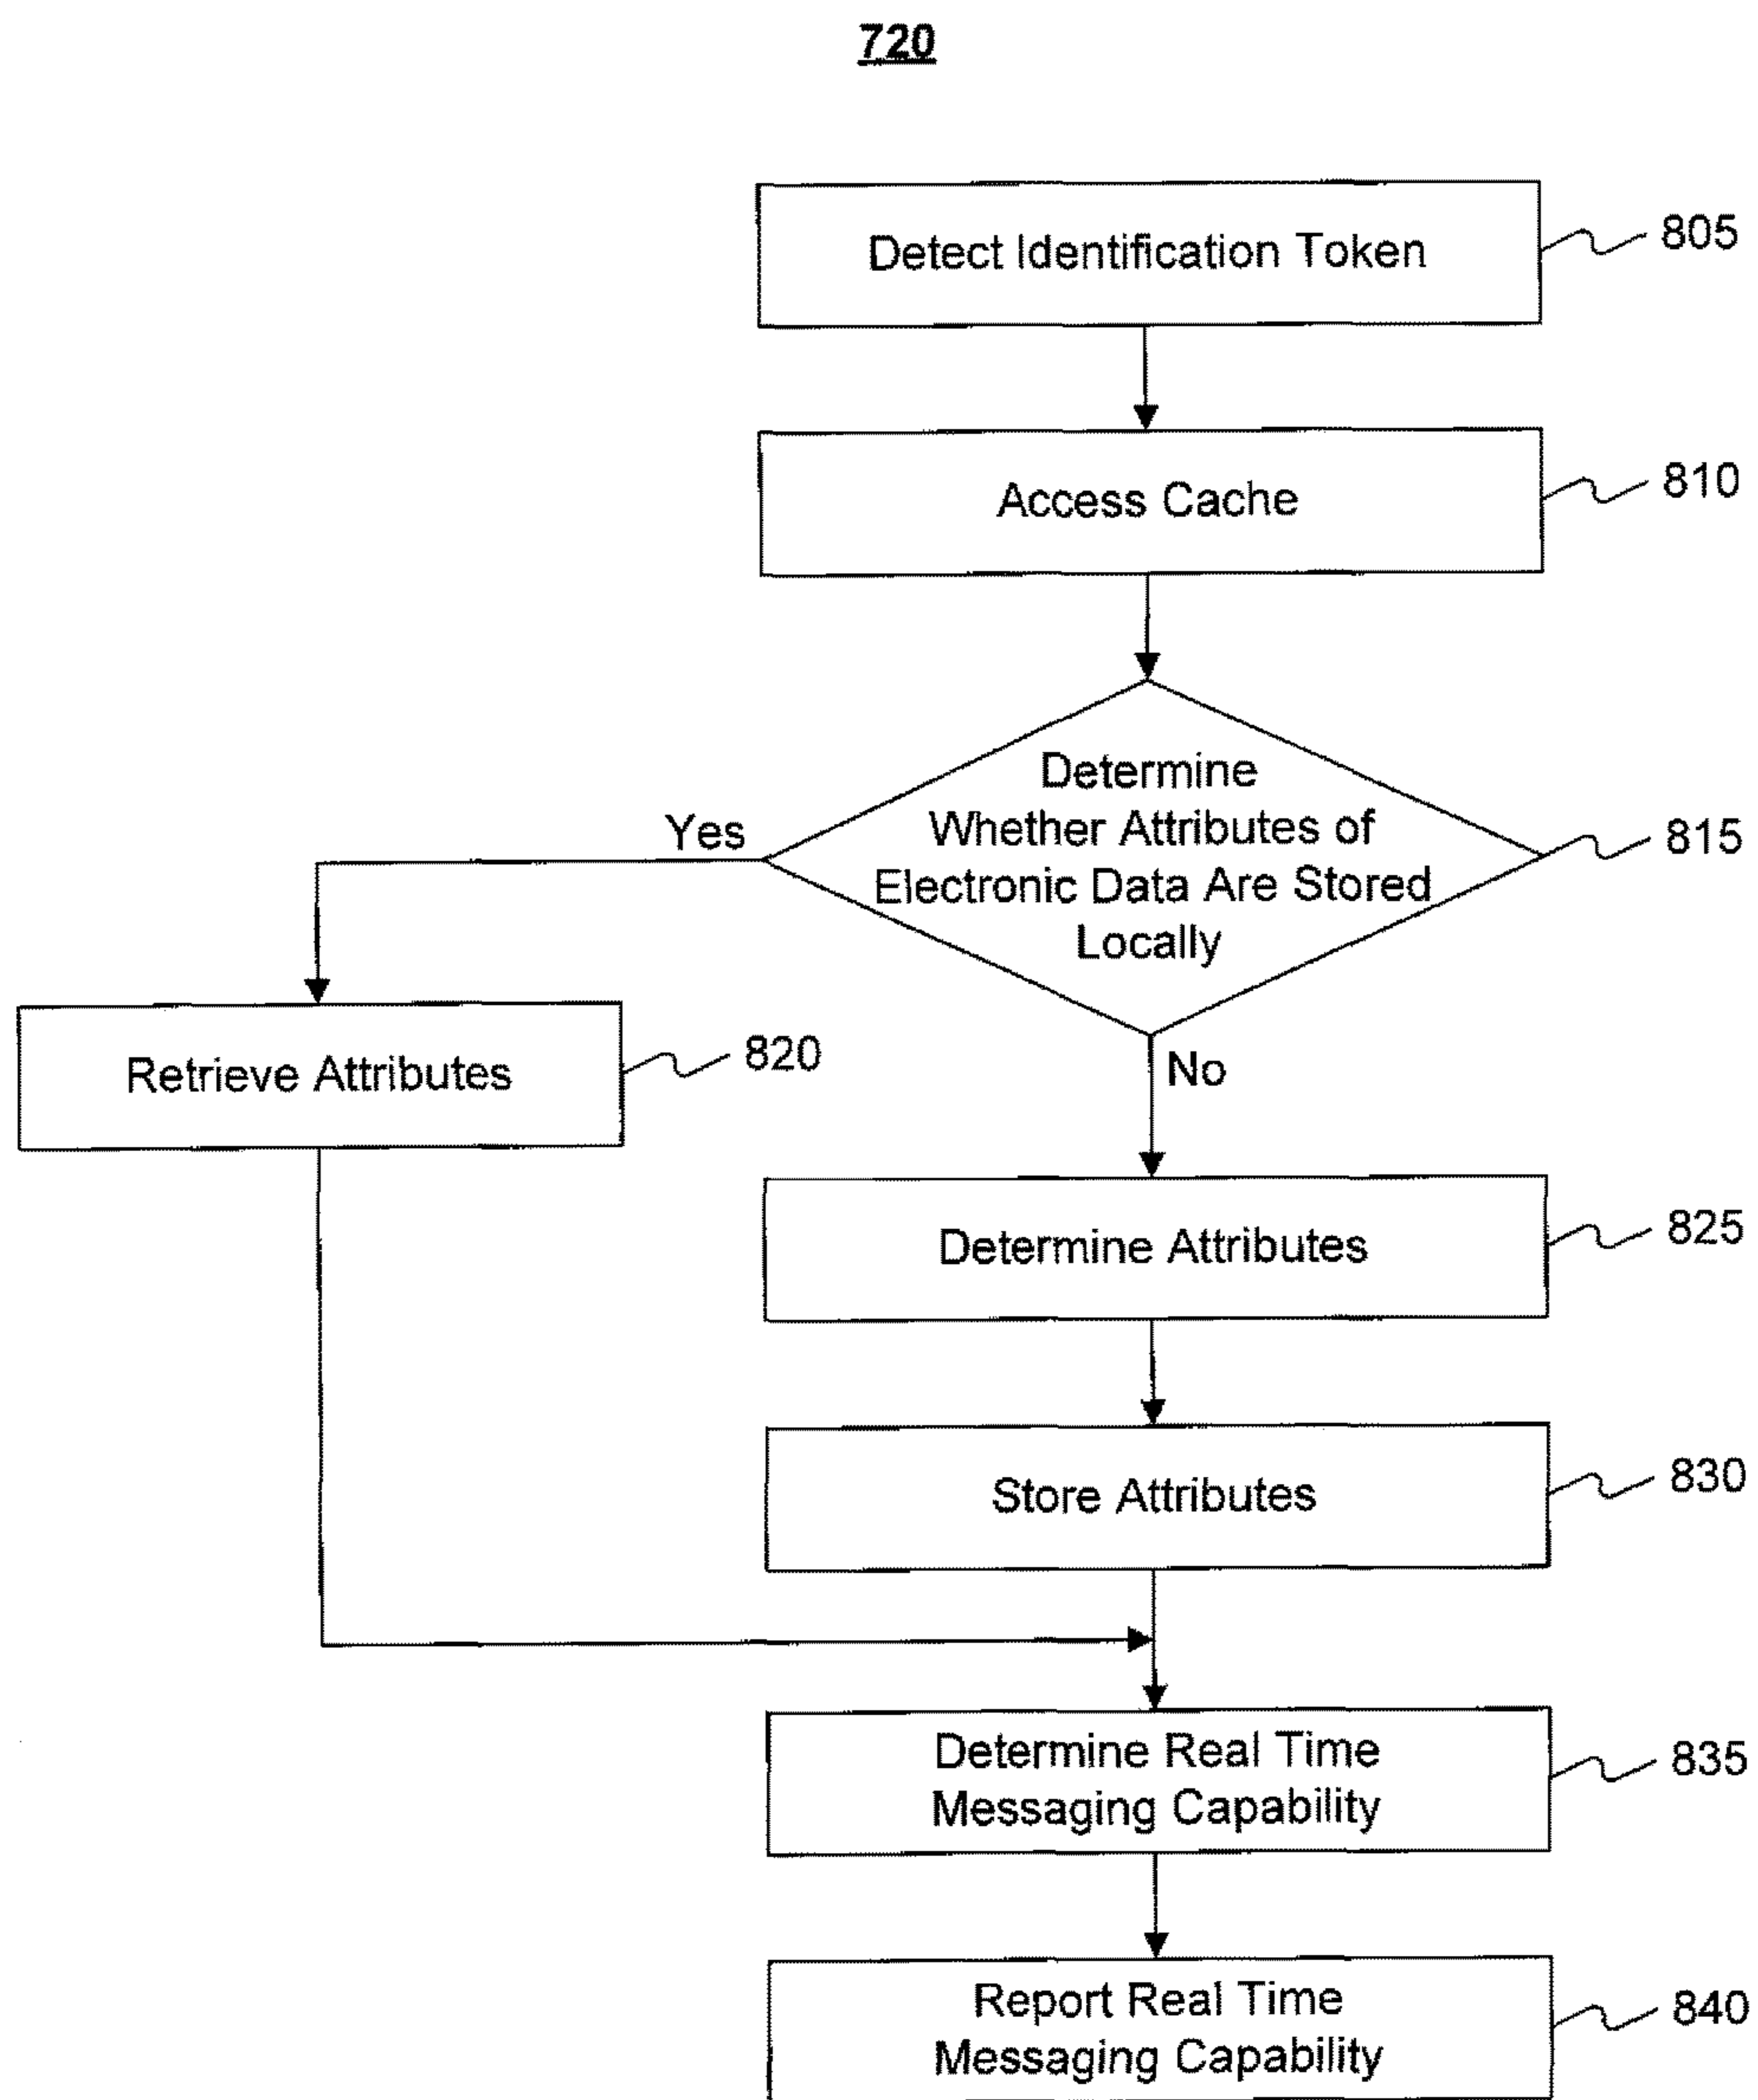 720
Detect Identification Token
805
Access Cache
810
Determine
Whether Attributes of
Electronic Data Are Stored
Locally
815
Yes
No
Retrieve Attributes
820
Determine Attributes
825
Store Attributes
830
Determine Real Time
Messaging Capability
835
Report Real Time
Messaging Capability
840